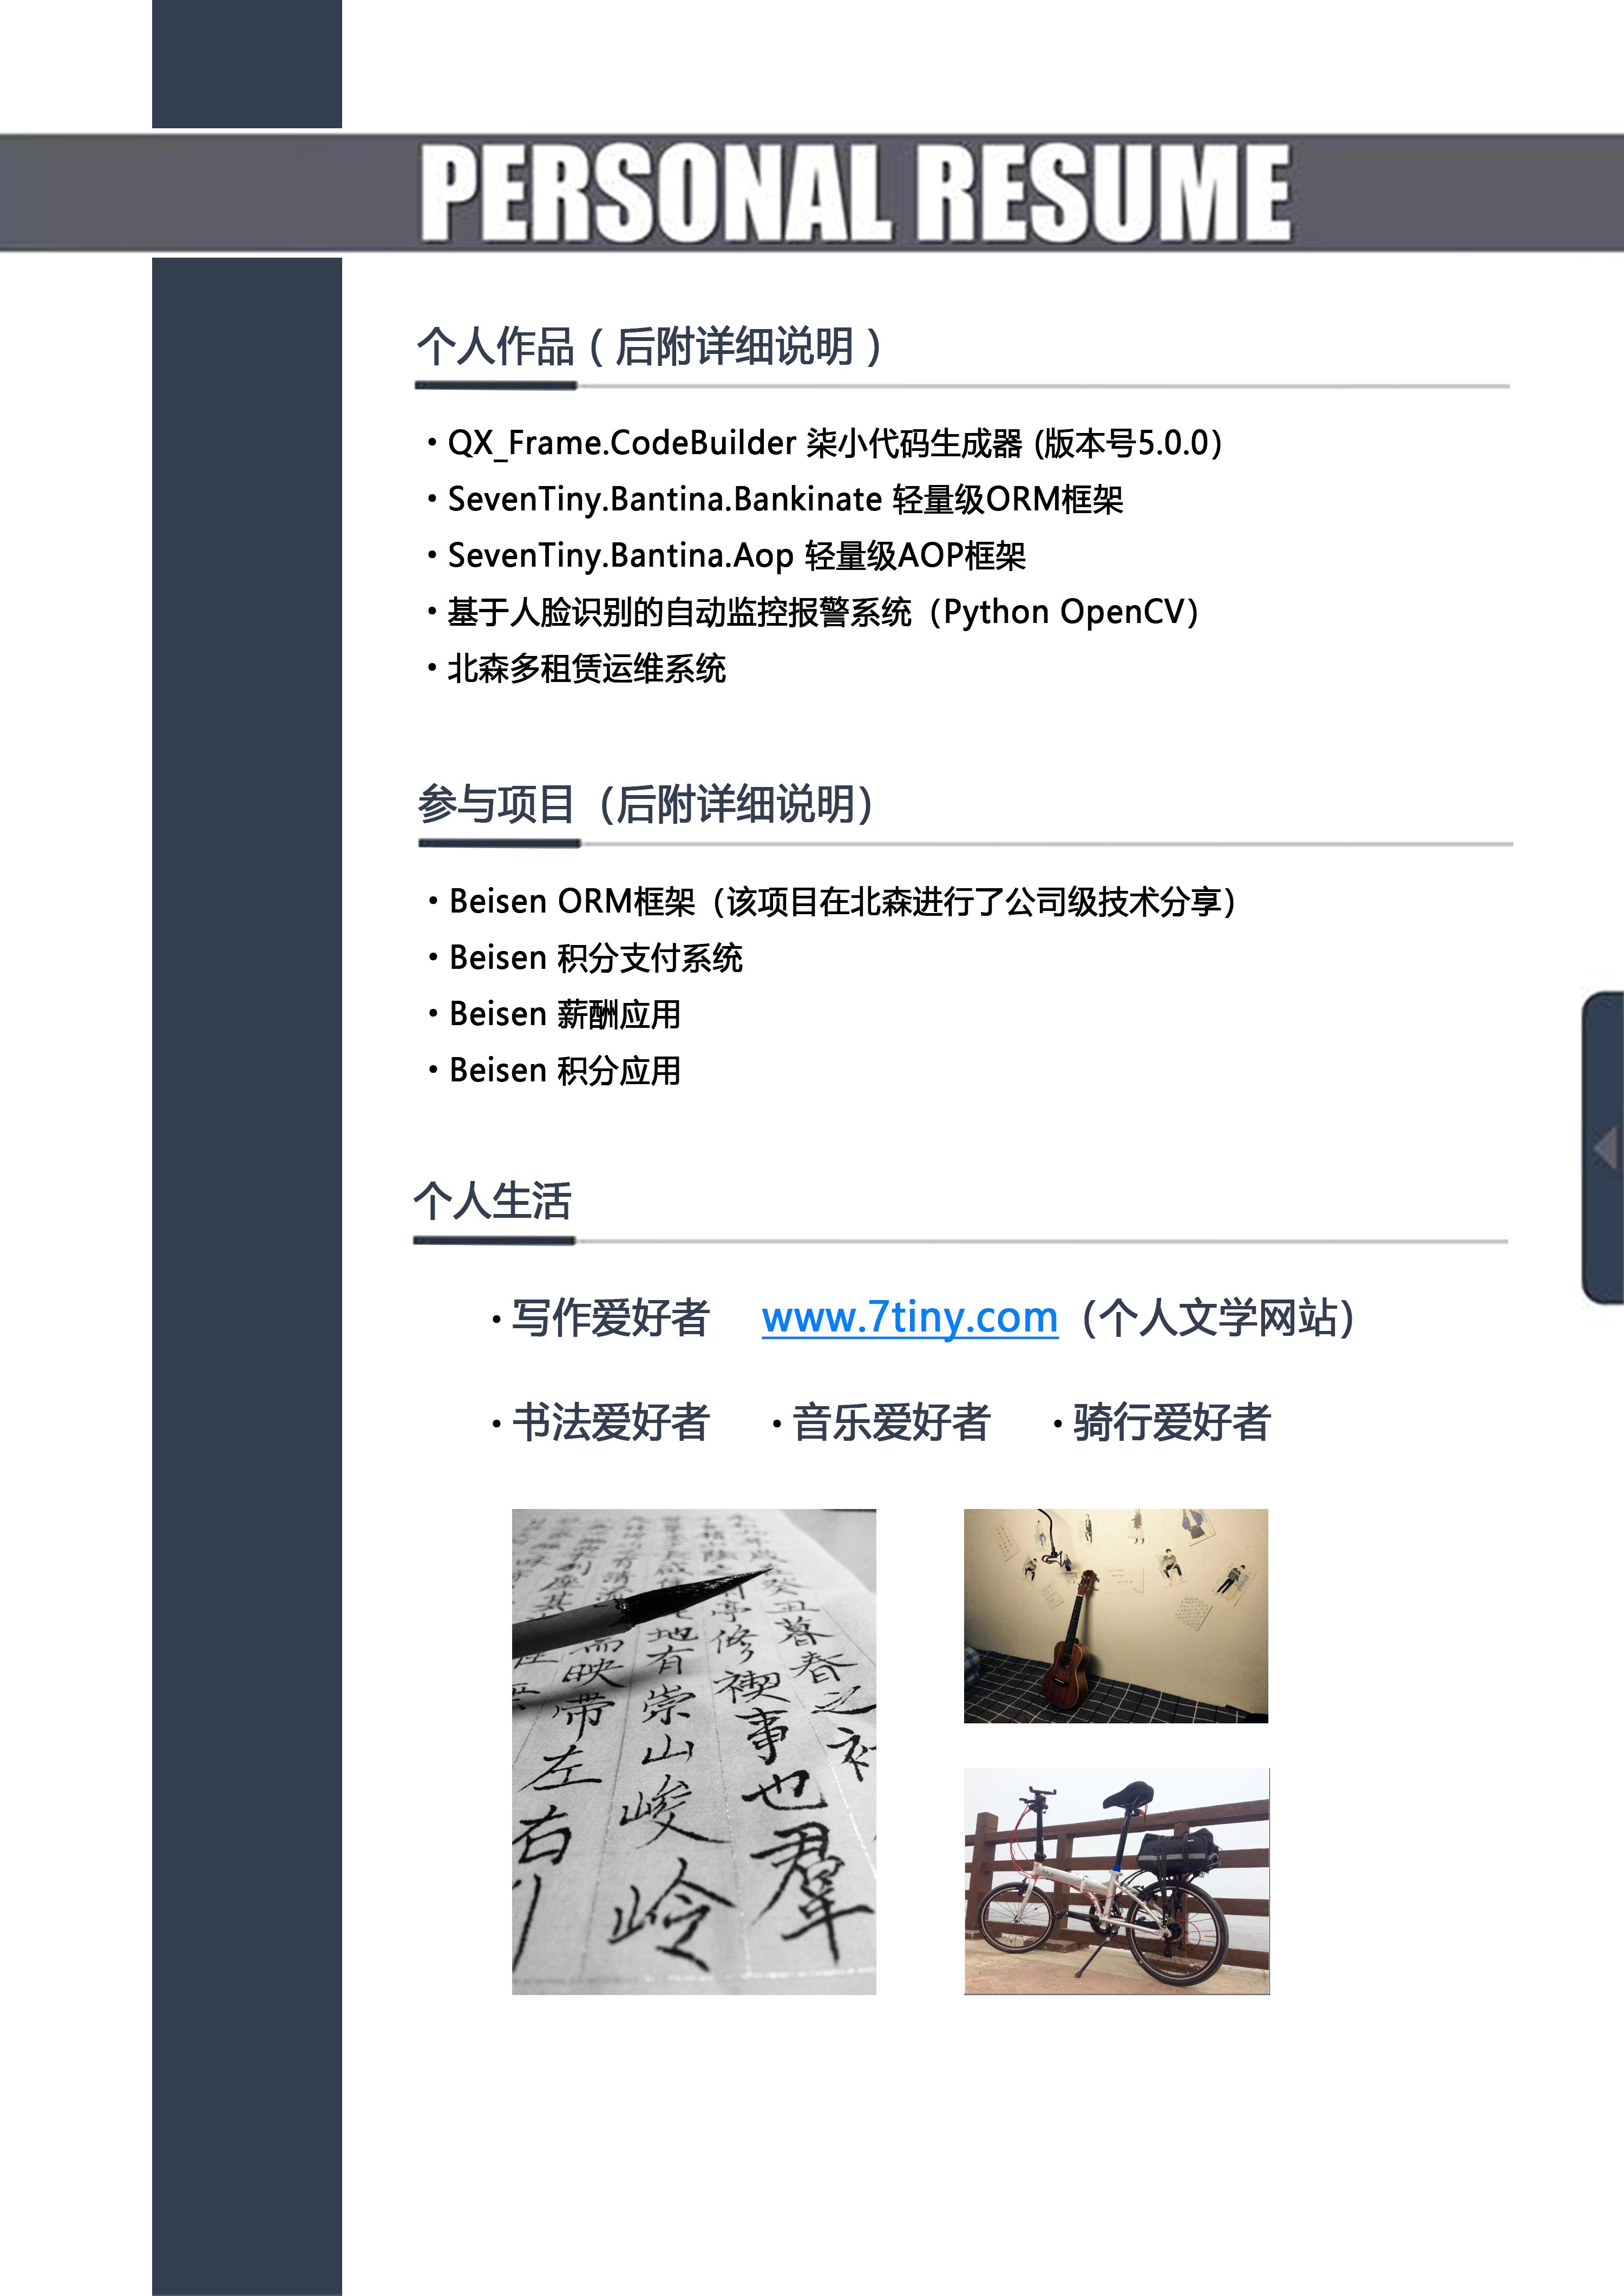 PERSONAL RESUME
个人作品（后附详细说明）
·QX_Frame.CodeBuilder 柒小代码生成器 (版本号5.0.0)
·SevenTiny.Bantina.Bankinate 轻量级ORM框架
·SevenTiny.Bantina.Aop 轻量级AOP框架
·基于人脸识别的自动监控报警系统（Python OpenCV）
·北森多租赁运维系统
参与项目（后附详细说明）
·Beisen ORM框架（该项目在北森进行了公司级技术分享）
·Beisen 积分支付系统
·Beisen 薪酬应用
·Beisen 积分应用
个人生活
·写作爱好者 www.7tiny.com（个人文学网站）
·书法爱好者 ·音乐爱好者 ·骑行爱好者
癸丑暮春之
亭修禊事也羣
地有崇山峻岭
映带左右